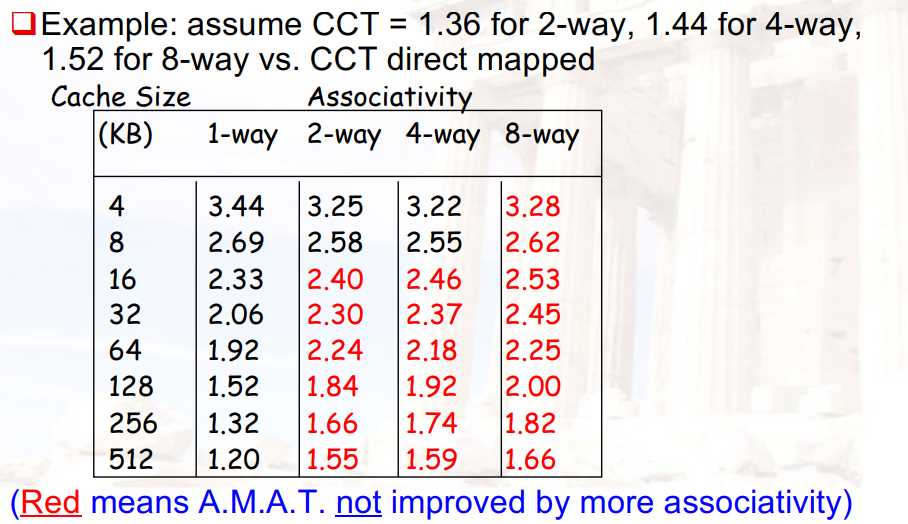 Example: assume CCT = 1.36 for 2-way, 1.44 for 4-way,
1.52 for 8-way vs. CCT direct mapped
Cache Size Associativity
(KB) 1-way 2-way 4-way 8-way
4 3.44 3.25 3.22 3.28
8 2.69 2.58 2.55 2.62
16 2.33 2.40 2.46 2.53
32 2.06 2.30 2.37 2.45
64 1.92 2.24 2.18 2.25
128 1.52 1.84 1.92 2.00
256 1.32 1.66 1.74 1.82
512 1.20 1.55 1.59 1.66
(Red means A.M.A.T. not improved by more associativity)